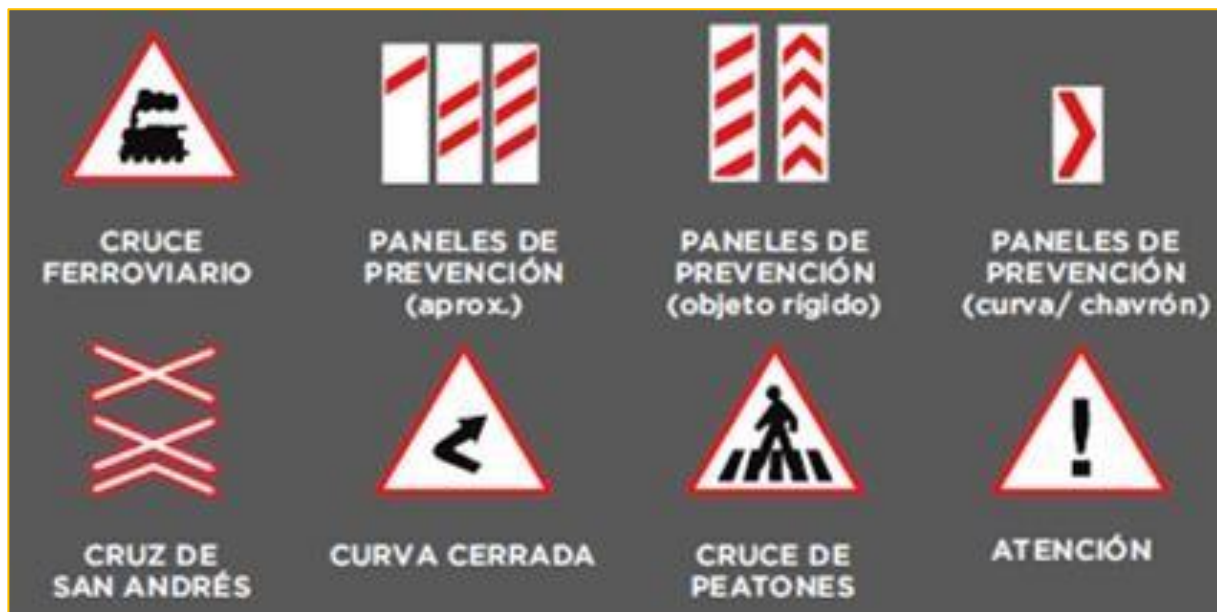 CRUCE
FERROVIARIO
PANELES DE
PREVENCIÓN
(aprox.)
PANELES DE
PREVENCIÓN
(objeto rígido)
PANELES DE
PREVENCIÓN
(curva/ chavrón)
CRUZ DE
SAN ANDRÉS
CURVA CERRADA
CRUCE DE
PEATONES
!
ATENCIÓN